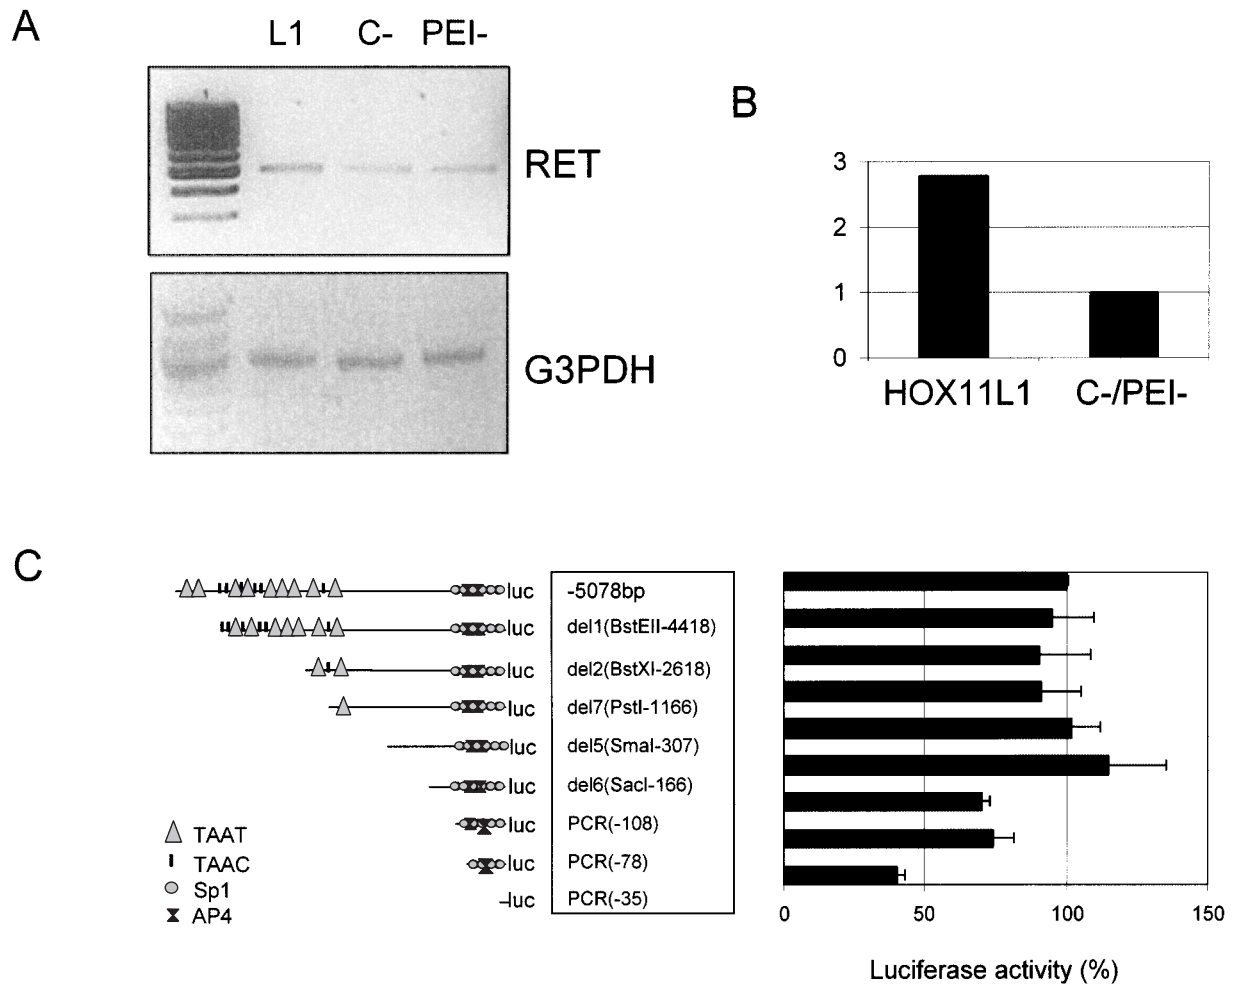 A
L1 C- PEI-
RET
G3PDH
B
3
2
1
0
HOX11L1 C-/PEI-
C
luc -5078bp
luc del1(BstEII-4418)
luc del2(BstXI-2618)
luc del7(PstI-1166)
luc del5(SmaI-307)
luc del6(SacI-166)
luc PCR(-108)
luc PCR(-78)
luc PCR(-35)
TAAT
TAAC
Sp1
AP4
0 50 100 150
Luciferase activity (%)